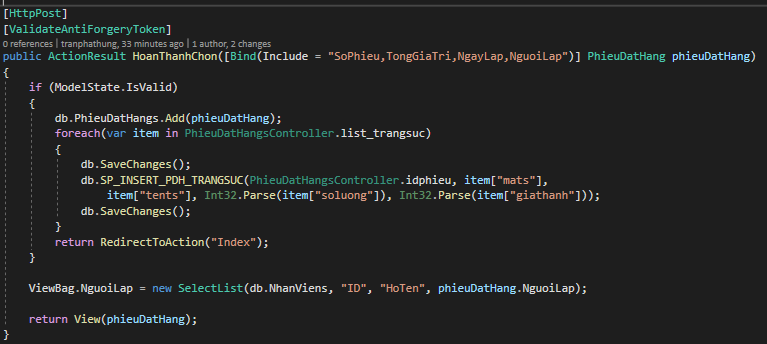 [HttpPost]
[ValidateAntiForgeryToken]
0 references | tranphathung, 33 minutes ago | 1 author, 2 changes
public ActionResult HoanThanhChon([Bind(Include = "SoPhieu,TongGiaTri,NgayLap,NguoiLap")] PhieuDatHang phieuDatHang)
{
    if (ModelState.IsValid)
    {
        db.PhieuDatHangs.Add(phieuDatHang);
        foreach(var item in PhieuDatHangsController.list_trangsuc)
        {
            db.SaveChanges();
            db.SP_INSERT_PDH_TRANGSUC(PhieuDatHangsController.idphieu, item["mats"],
                item["tents"], Int32.Parse(item["soluong"]), Int32.Parse(item["giathanh"]));
            db.SaveChanges();
        }
        return RedirectToAction("Index");
    }
    ViewBag.NguoiLap = new SelectList(db.NhanViens, "ID", "HoTen", phieuDatHang.NguoiLap);
    return View(phieuDatHang);
}